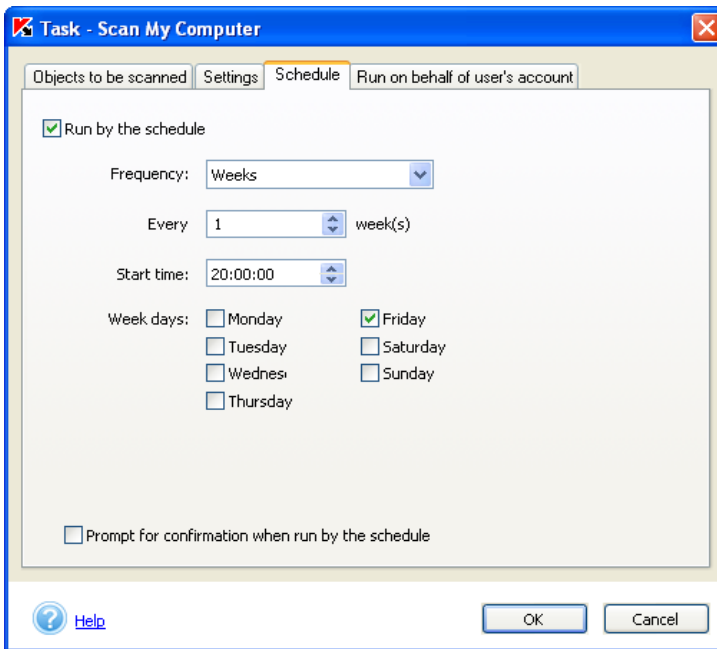 Task - Scan My Computer
Objects to be scanned Settings Schedule Run on behalf of user's account
Run by the schedule
Frequency: Weeks
Every 1 week(s)
Start time: 20:00:00
Week days: Monday Friday
Tuesday Saturday
Wednes Sunday
Thursday
Prompt for confirmation when run by the schedule
? Help OK Cancel